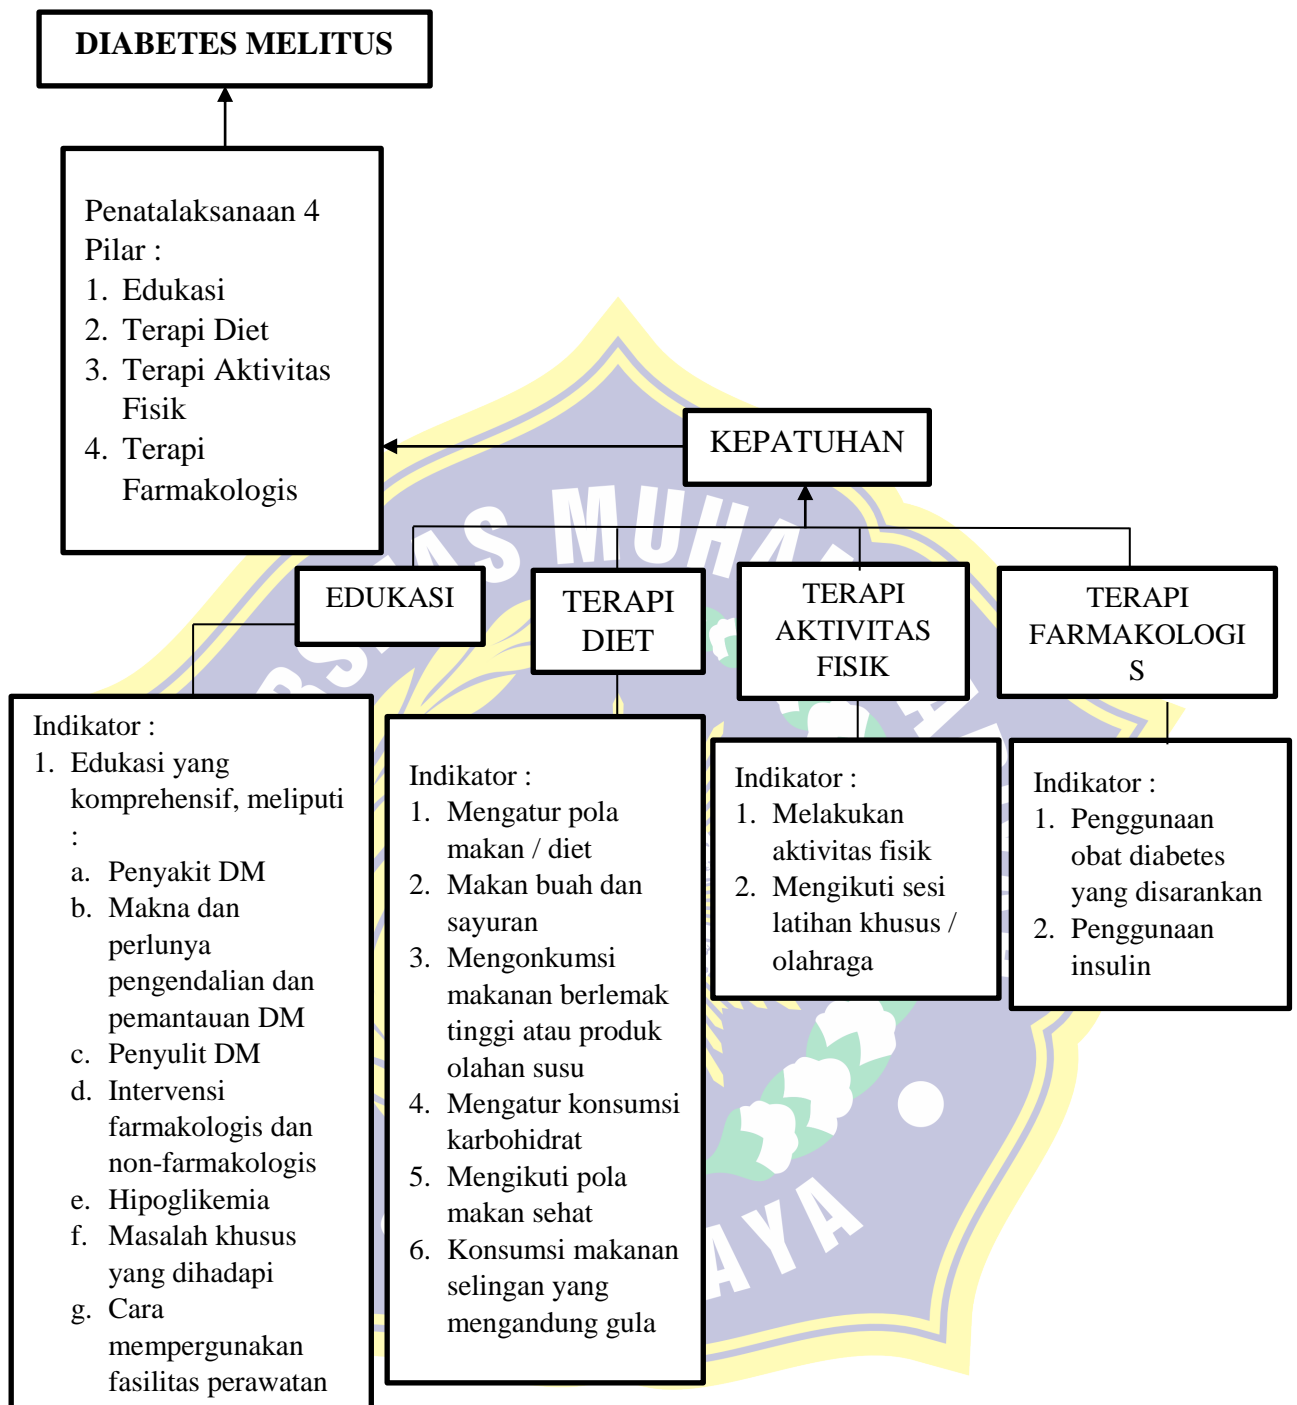 DIABETES MELITUS
Penatalaksanaan 4
Pilar :
1. Edukasi
2. Terapi Diet
3. Terapi Aktivitas
Fisik
4. Terapi
Farmakologis
KEPATUHAN
EDUKASI
TERAPI
DIET
TERAPI
AKTIVITAS
FISIK
TERAPI
FARMAKOLOGI
S
Indikator :
1. Edukasi yang
komprehensif, meliputi
:
a. Penyakit DM
b. Makna dan
perlunya
pengendalian dan
pemantauan DM
c. Penyulit DM
d. Intervensi
farmakologis dan
non-farmakologis
e. Hipoglikemia
f. Masalah khusus
yang dihadapi
g. Cara
mempergunakan
fasilitas perawatan
Indikator :
1. Mengatur pola
makan / diet
2. Makan buah dan
sayuran
3. Mengonkumsi
makanan berlemak
tinggi atau produk
olahan susu
4. Mengatur konsumsi
karbohidrat
5. Mengikuti pola
makan sehat
6. Konsumsi makanan
selingan yang
mengandung gula
Indikator :
1. Melakukan
aktivitas fisik
2. Mengikuti sesi
latihan khusus /
olahraga
Indikator :
1. Penggunaan
obat diabetes
yang disarankan
2. Penggunaan
insulin